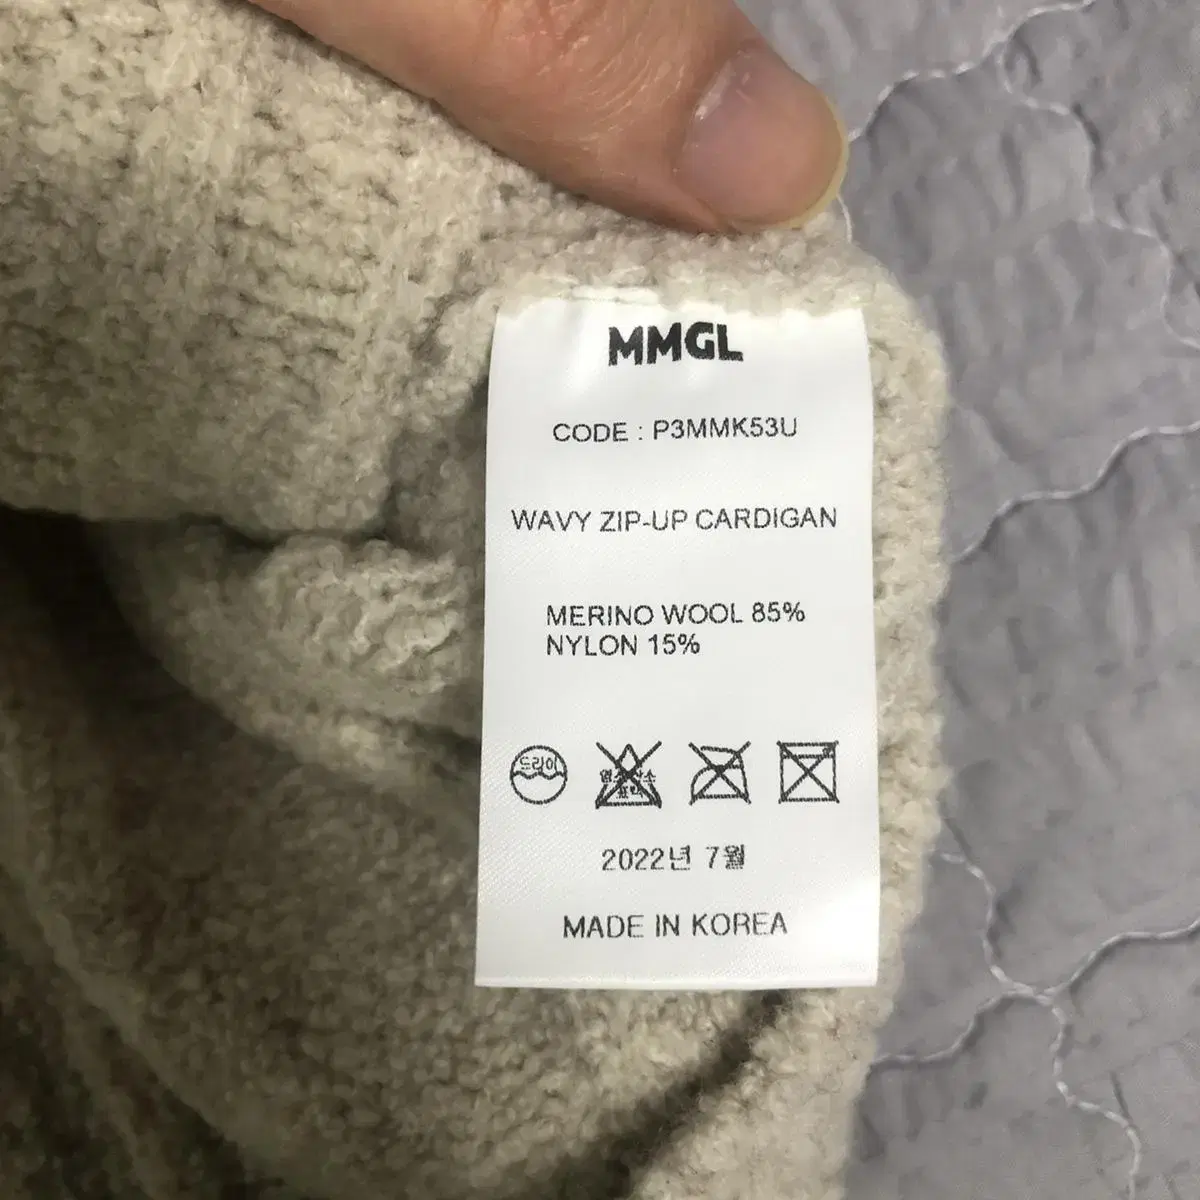 MMGL
CODE : P3MMK53U
WAVY ZIP-UP CARDIGAN
MERINO WOOL 85%
NYLON 15%
드라이
2022년 7월
MADE IN KOREA